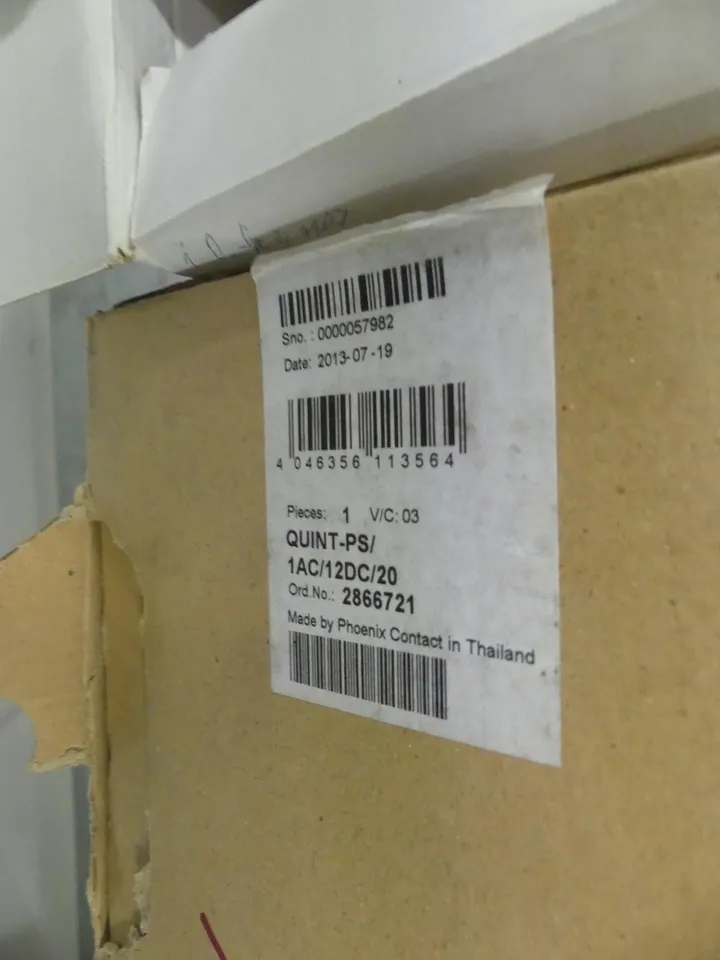 Sno. : 0000057982
Date: 2013-07-19
4 046356 113564
Pieces: 1 V/C: 03
QUINT-PS/
1AC/12DC/20
Ord.No.: 2866721
Made by Phoenix Contact in Thailand